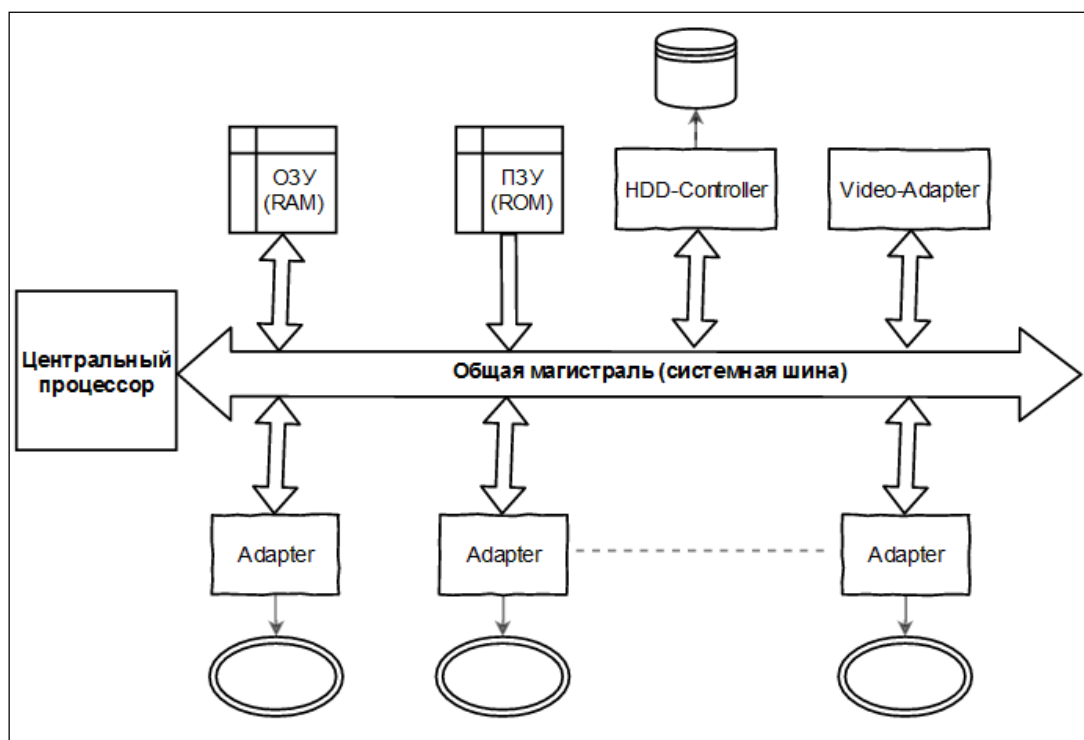 ОЗУ
(RAM)
ПЗУ
(ROM)
HDD-Controller
Video-Adapter
Центральный
процессор
Общая магистраль (системная шина)
Adapter
Adapter
Adapter